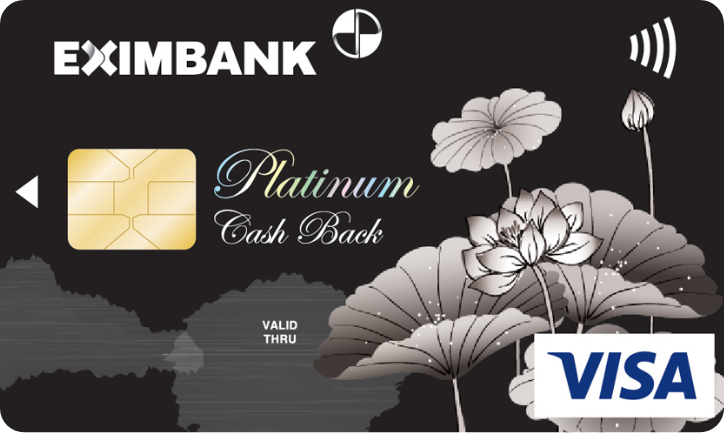 EXIMBANK
Platinum
Cash Back
VALID
THRU
VISA